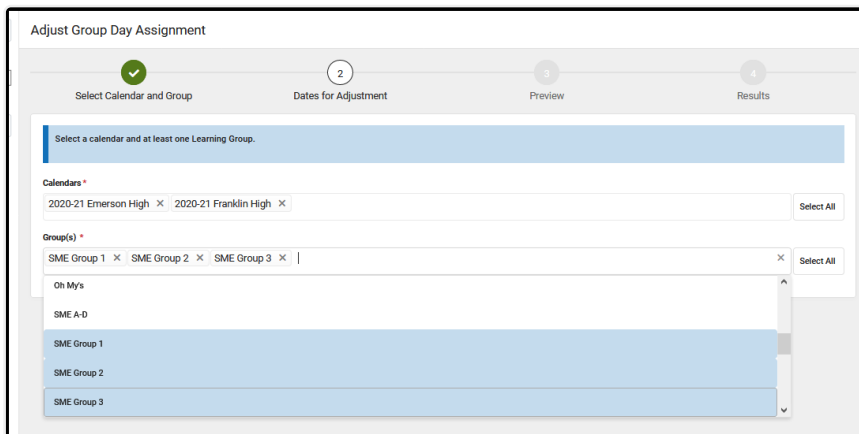 Adjust Group Day Assignment
2
3
4
Select Calendar and Group
Dates for Adjustment
Preview
Results
Select a calendar and at least one Learning Group.
Calendars *
2020-21 Emerson High × 2020-21 Franklin High ×
Select All
Group(s) *
SME Group 1 × SME Group 2 × SME Group 3 ×
×
Select All
Oh My's
SME A-D
SME Group 1
SME Group 2
SME Group 3